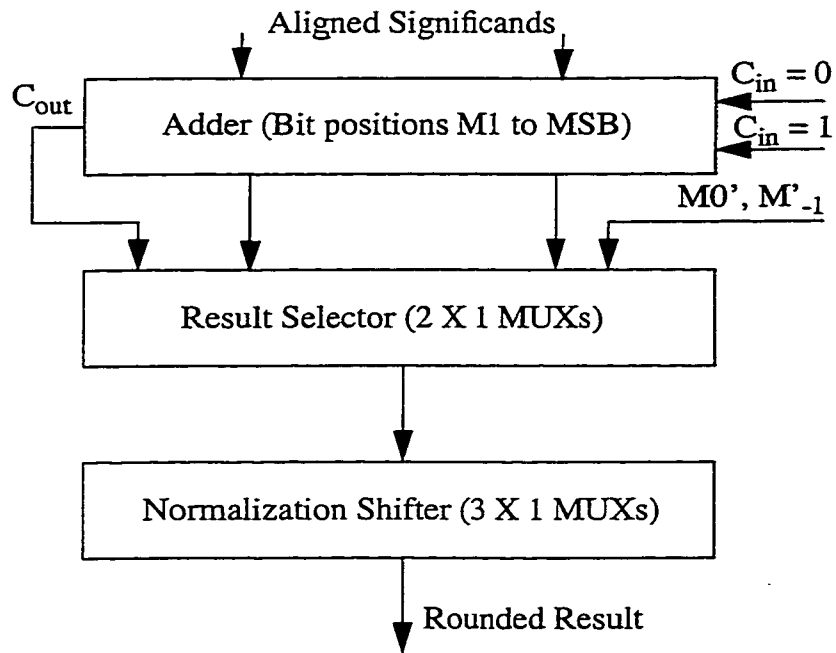 Aligned Significands
C_out
C_in = 0
Adder (Bit positions M1 to MSB)
C_in = 1
M0', M'_-1
Result Selector (2 X 1 MUXs)
Normalization Shifter (3 X 1 MUXs)
Rounded Result